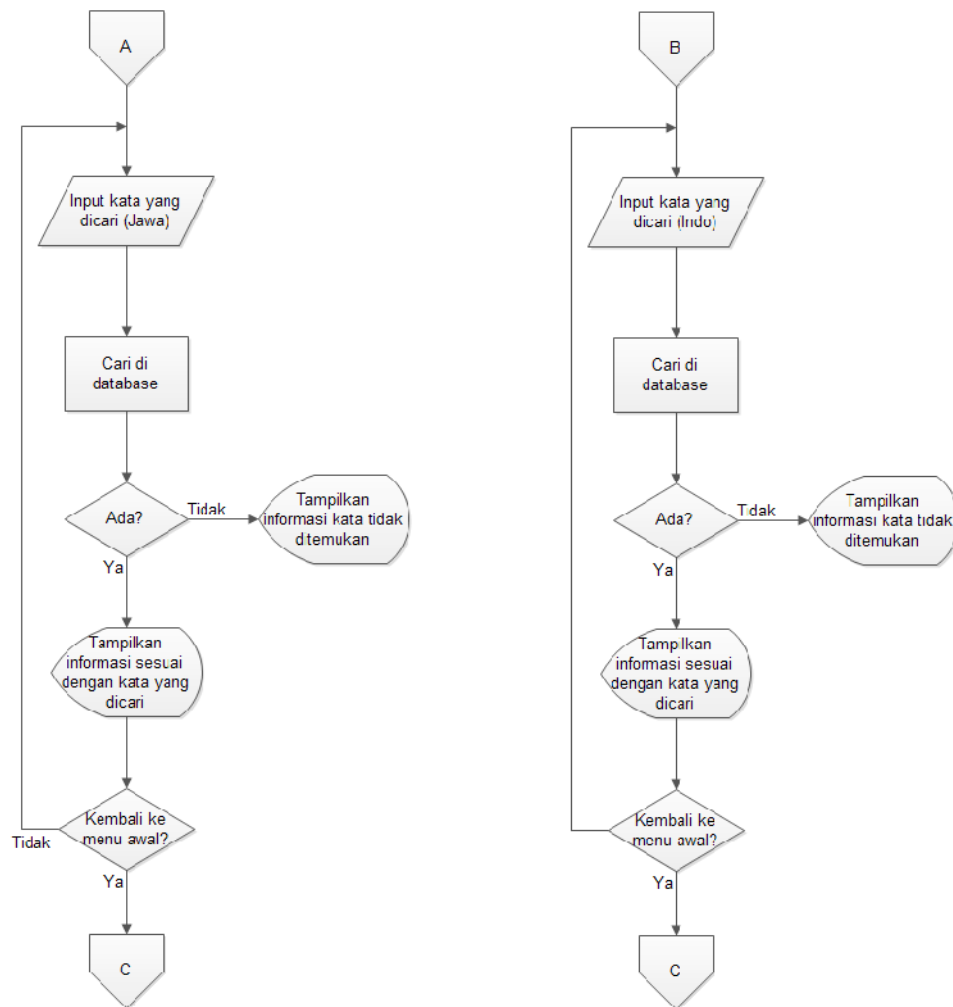 A
Input kata yang
dicari (Jawa)
Cari di
database
Ada?
Tidak
Tampilkan
informasi kata tidak
ditemukan
Ya
Tampilkan
informasi sesuai
dengan kata yang
dicari
Kembali ke
menu awal?
Tidak
Ya
C
B
Input kata yang
dicari (Indo)
Cari di
database
Ada?
Tidak
Tampilkan
informasi kata tidak
ditemukan
Ya
Tampilkan
informasi sesuai
dengan kata yang
dicari
Kembali ke
menu awal?
Ya
C